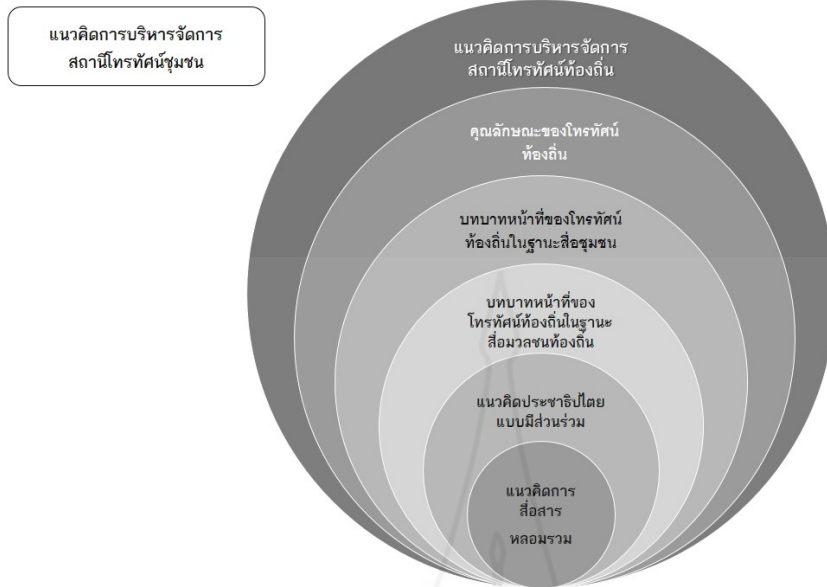 แนวคิดการบริหารจัดการ
สถานีโทรทัศน์ชุมชน
แนวคิดการบริหารจัดการ
สถานีโทรทัศน์ท้องถิ่น
คุณลักษณะของโทรทัศน์
ท้องถิ่น
บทบาทหน้าที่ของโทรทัศน์
ท้องถิ่นในฐานะสื่อชุมชน
บทบาทหน้าที่ของ
โทรทัศน์ท้องถิ่นในฐานะ
สื่อมวลชนท้องถิ่น
แนวคิดประชาธิปไตย
แบบมีส่วนร่วม
แนวคิดการ
สื่อสาร
หลอมรวม